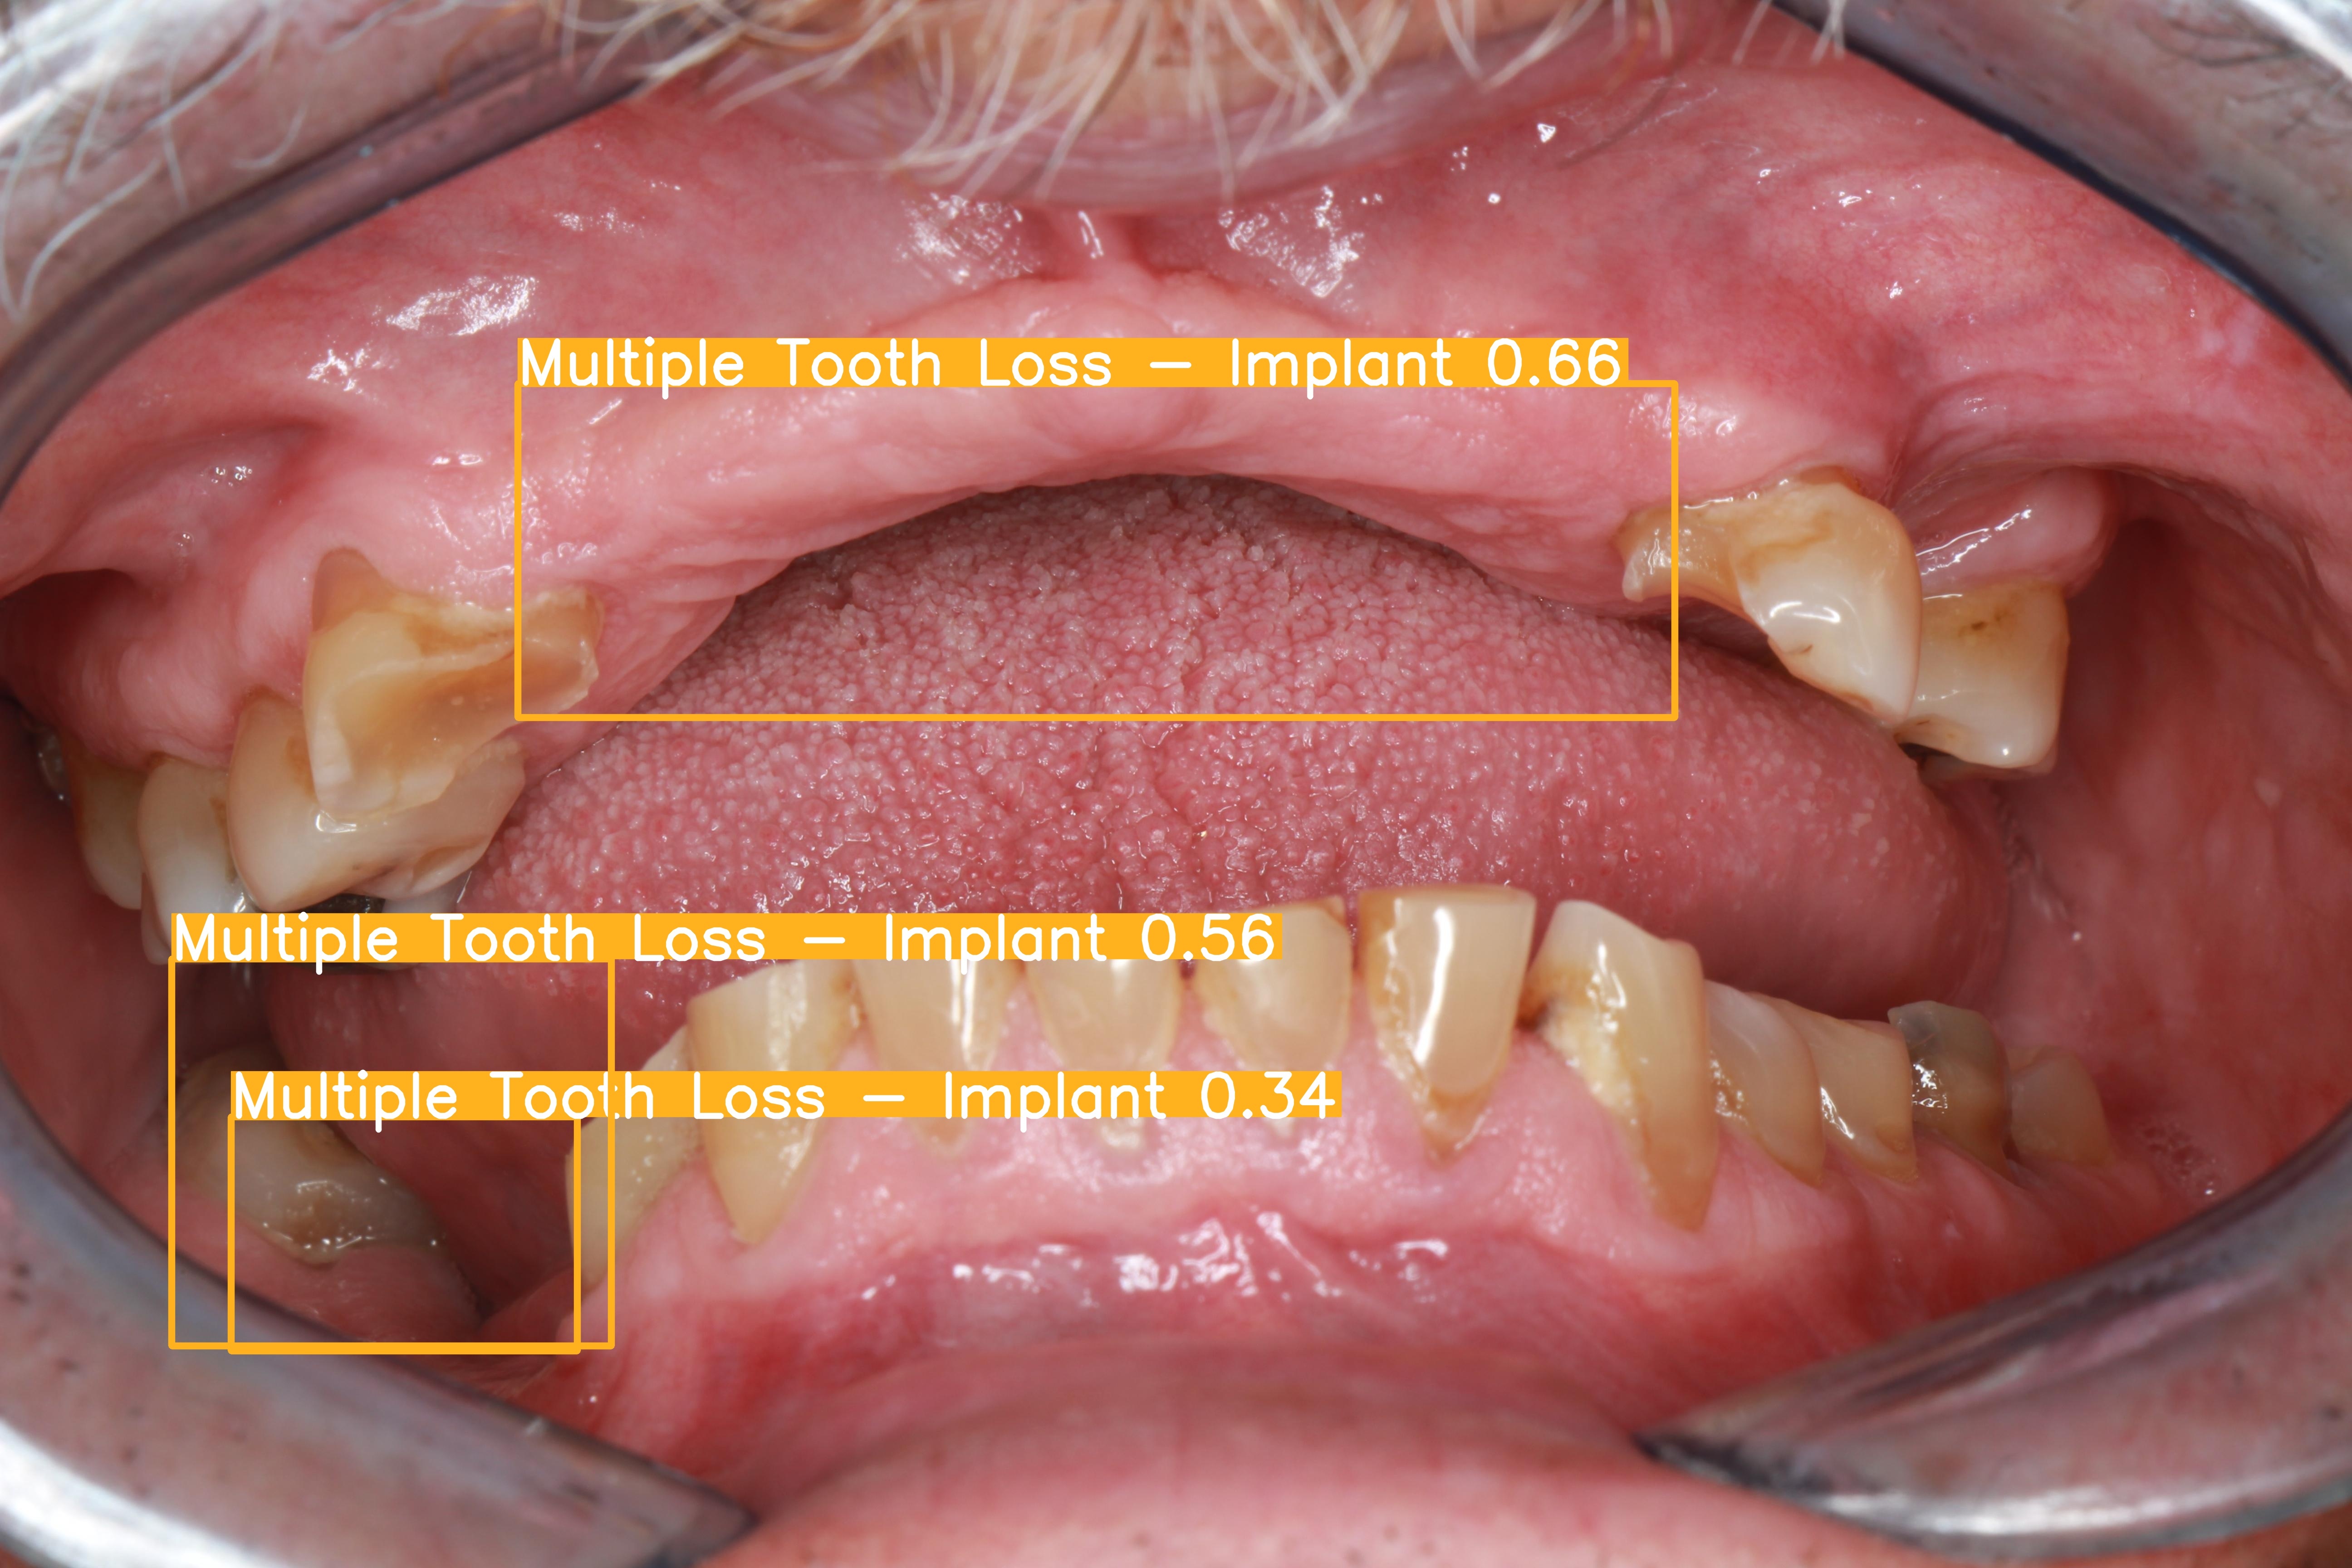 Multiple Tooth Loss – Implant 0.66
Multiple Tooth Loss – Implant 0.56
Multiple Tooth Loss – Implant 0.34